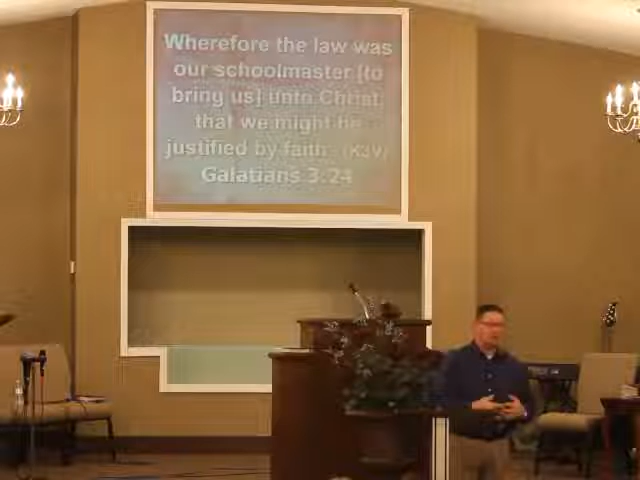 Wherefore the law was
our schoolmaster [to
bring us] unto Christ,
that we might be
justified by faith. (KJV)
Galatians 3:24